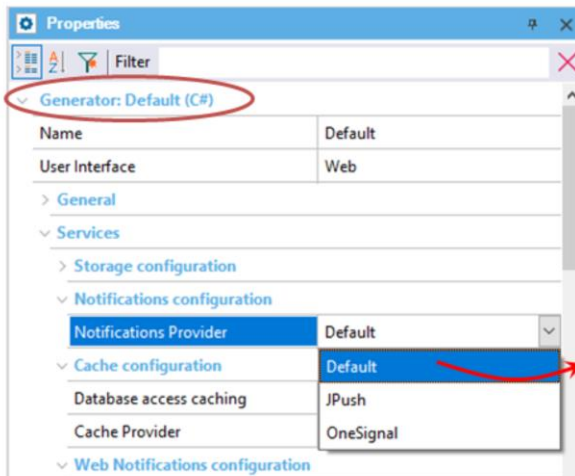 Properties
Filter
Generator: Default (C#)
Name Default
User Interface Web
General
Services
Storage configuration
Notifications configuration
Notifications Provider Default
Cache configuration
Default
Database access caching
JPush
Cache Provider
OneSignal
Web Notifications configuration